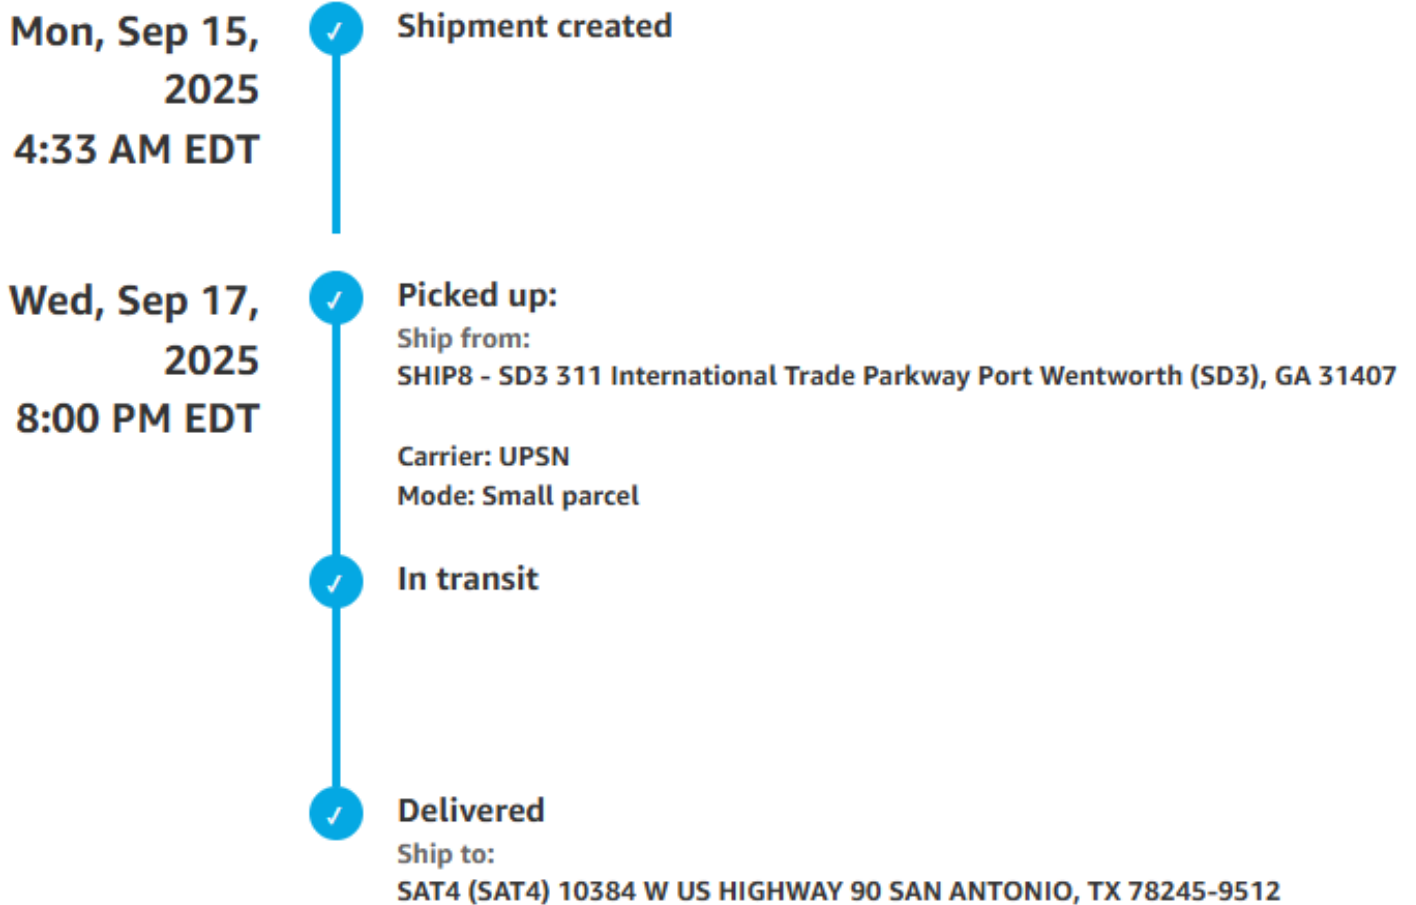 Mon, Sep 15,
2025
4:33 AM EDT
Shipment created
Wed, Sep 17,
2025
8:00 PM EDT
Picked up:
Ship from:
SHIP8 - SD3 311 International Trade Parkway Port Wentworth (SD3), GA 31407
Carrier: UPSN
Mode: Small parcel
In transit
Delivered
Ship to:
SAT4 (SAT4) 10384 W US HIGHWAY 90 SAN ANTONIO, TX 78245-9512